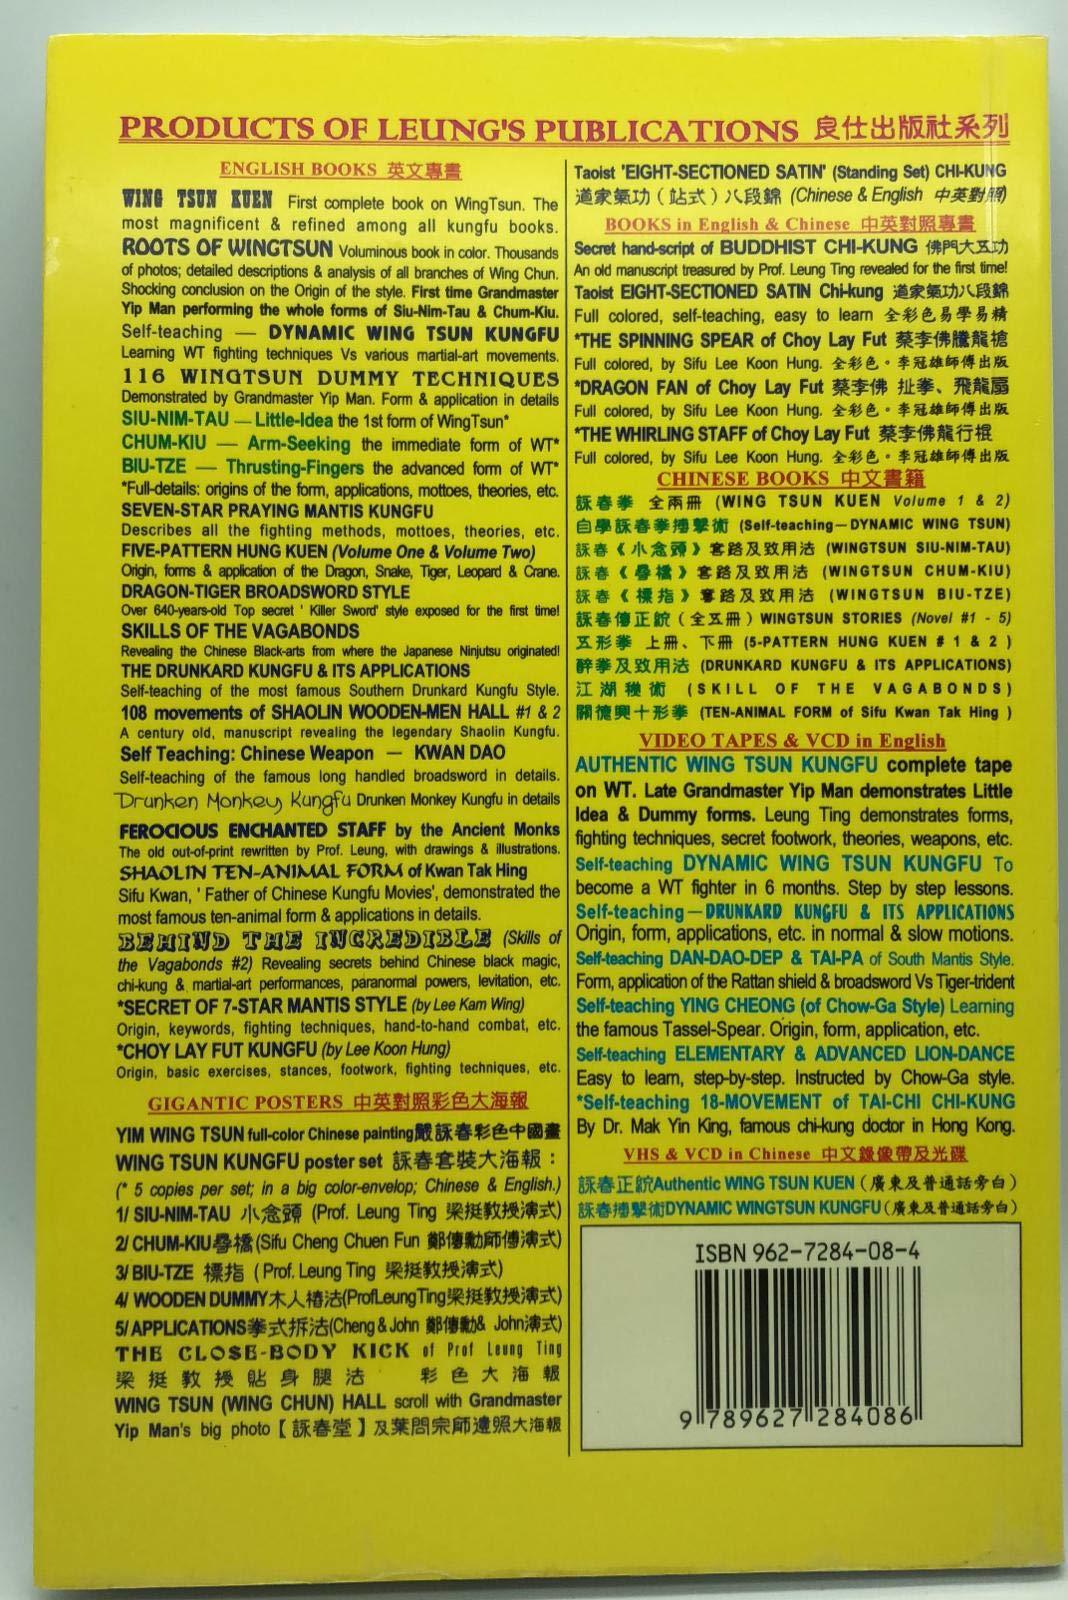 PRODUCTS OF LEUNG'S PUBLICATIONS 良仕出版社系列
ENGLISH BOOKS 英文專書
WING TSUN KUEN First complete book on WingTsun. The
most magnificent & refined among all kungfu books.
ROOTS OF WINGTSUN Voluminous book in color. Thousands
of photos; detailed descriptions & analysis of all branches of Wing Chun.
Shocking conclusion on the Origin of the style. First time Grandmaster
Yip Man performing the whole forms of Siu-Nim-Tau & Chum-Kiu.
Self-teaching — DYNAMIC WING TSUN KUNGFU
Learning WT fighting techniques Vs various martial-art movements.
116 WINGTSUN DUMMY TECHNIQUES
Demonstrated by Grandmaster Yip Man. Form & application in details
SIU-NIM-TAU — Little-Idea the 1st form of WingTsun*
CHUM-KIU — Arm-Seeking the immediate form of WT*
BIU-TZE — Thrusting-Fingers the advanced form of WT*
*Full-details: origins of the form, applications, mottoes, theories, etc.
SEVEN-STAR PRAYING MANTIS KUNGFU
Describes all the fighting methods, mottoes, theories, etc.
FIVE-PATTERN HUNG KUEN (Volume One & Volume Two)
Origin, forms & application of the Dragon, Snake, Tiger, Leopard & Crane.
DRAGON-TIGER BROADSWORD STYLE
Over 640-years-old Top secret ' Killer Sword' style exposed for the first time!
SKILLS OF THE VAGABONDS
Revealing the Chinese Black-arts from where the Japanese Ninjutsu originated!
THE DRUNKARD KUNGFU & ITS APPLICATIONS
Self-teaching of the most famous Southern Drunkard Kungfu Style.
108 movements of SHAOLIN WOODEN-MEN HALL #1 & 2
A century old, manuscript revealing the legendary Shaolin Kungfu.
Self Teaching: Chinese Weapon — KWAN DAO
Self-teaching of the famous long handled broadsword in details.
Drunken Monkey Kungfu Drunken Monkey Kungfu in details
FEROCIOUS ENCHANTED STAFF by the Ancient Monks
The old out-of-print rewritten by Prof. Leung, with drawings & illustrations.
SHAOLIN TEN-ANIMAL FORM of Kwan Tak Hing
Sifu Kwan, ' Father of Chinese Kungfu Movies', demonstrated the
most famous ten-animal form & applications in details.
BEHIND THE INCREDIBLE (Skills of
the Vagabonds #2) Revealing secrets behind Chinese black magic,
chi-kung & martial-art performances, paranormal powers, levitation, etc.
*SECRET OF 7-STAR MANTIS STYLE (by Lee Kam Wing)
Origin, keywords, fighting techniques, hand-to-hand combat, etc.
*CHOY LAY FUT KUNGFU (by Lee Koon Hung)
Origin, basic exercises, stances, footwork, fighting techniques, etc.
GIGANTIC POSTERS 中英對照彩色大海報
YIM WING TSUN full-color Chinese painting嚴詠春彩色中國畫
WING TSUN KUNGFU poster set 詠春套裝大海報：
(* 5 copies per set; in a big color-envelop; Chinese & English.)
1/ SIU-NIM-TAU 小念頭 (Prof. Leung Ting 梁挺教授演式)
2/ CHUM-KIU尋橋(Sifu Cheng Chuen Fun 鄭傳勳師傅演式)
3/ BIU-TZE 標指 (Prof. Leung Ting 梁挺教授演式)
4/ WOODEN DUMMY木人樁法(Prof Leung Ting梁挺教授演式)
5/ APPLICATIONS拳式拆法(Cheng & John 鄭傳勳& John演式)
THE CLOSE-BODY KICK of Prof Leung Ting
梁挺教授貼身腿法 彩色大海報
WING TSUN (WING CHUN) HALL scroll with Grandmaster
Yip Man's big photo【詠春堂】及葉問宗師遺照大海報
Taoist 'EIGHT-SECTIONED SATIN' (Standing Set) CHI-KUNG
道家氣功（站式）八段錦 (Chinese & English 中英對照)
BOOKS in English & Chinese 中英對照專書
Secret hand-script of BUDDHIST CHI-KUNG 佛門大五功
An old manuscript treasured by Prof. Leung Ting revealed for the first time!
Taoist EIGHT-SECTIONED SATIN Chi-kung 道家氣功八段錦
Full colored, self-teaching, easy to learn 全彩色易學易精
*THE SPINNING SPEAR of Choy Lay Fut 蔡李佛騰龍槍
Full colored, by Sifu Lee Koon Hung. 全彩色。李冠雄師傅出版
*DRAGON FAN of Choy Lay Fut 蔡李佛 扯拳、飛龍扇
Full colored, by Sifu Lee Koon Hung. 全彩色。李冠雄師傅出版
*THE WHIRLING STAFF of Choy Lay Fut 蔡李佛龍行棍
Full colored, by Sifu Lee Koon Hung. 全彩色。李冠雄師傅出版
CHINESE BOOKS 中文書籍
詠春拳 全兩冊 (WING TSUN KUEN Volume 1 & 2)
自學詠春拳搏擊術 (Self-teaching—DYNAMIC WING TSUN)
詠春《小念頭》套路及致用法 (WINGTSUN SIU-NIM-TAU)
詠春《尋橋》套路及致用法 (WINGTSUN CHUM-KIU)
詠春《標指》套路及致用法 (WINGTSUN BIU-TZE)
詠春傳正統（全五冊）WINGTSUN STORIES (Novel #1 - 5)
五形拳 上冊、下冊 (5-PATTERN HUNG KUEN # 1 & 2 )
醉拳及致用法 (DRUNKARD KUNGFU & ITS APPLICATIONS)
江湖機術 (SKILL OF THE VAGABONDS)
關德興十形拳 (TEN-ANIMAL FORM of Sifu Kwan Tak Hing )
VIDEO TAPES & VCD in English
AUTHENTIC WING TSUN KUNGFU complete tape
on WT. Late Grandmaster Yip Man demonstrates Little
Idea & Dummy forms. Leung Ting demonstrates forms,
fighting techniques, secret footwork, theories, weapons, etc.
Self-teaching DYNAMIC WING TSUN KUNGFU To
become a WT fighter in 6 months. Step by step lessons.
Self-teaching—DRUNKARD KUNGFU & ITS APPLICATIONS
Origin, form, applications, etc. in normal & slow motions.
Self-teaching DAN-DAO-DEP & TAI-PA of South Mantis Style.
Form, application of the Rattan shield & broadsword Vs Tiger-trident
Self-teaching YING CHEONG (of Chow-Ga Style) Learning
the famous Tassel-Spear. Origin, form, application, etc.
Self-teaching ELEMENTARY & ADVANCED LION-DANCE
Easy to learn, step-by-step. Instructed by Chow-Ga style.
*Self-teaching 18-MOVEMENT of TAI-CHI CHI-KUNG
By Dr. Mak Yin King, famous chi-kung doctor in Hong Kong.
VHS & VCD in Chinese 中文錄像帶及光碟
詠春正統Authentic WING TSUN KUEN (廣東及普通話旁白)
詠春搏擊術DYNAMIC WINGTSUN KUNGFU(廣東及普通話旁白)
ISBN 962-7284-08-4
9 789627 284086